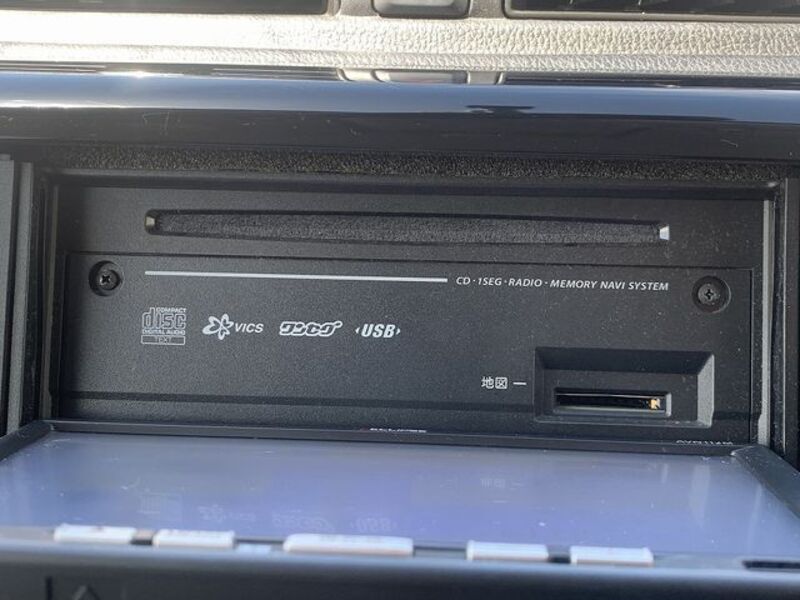 CD · 1SEG · RADIO · MEMORY NAVI SYSTEM
COMPACT
disc
DIGITAL AUDIO
TEXT
VICS
ワンセグ
USB
地図